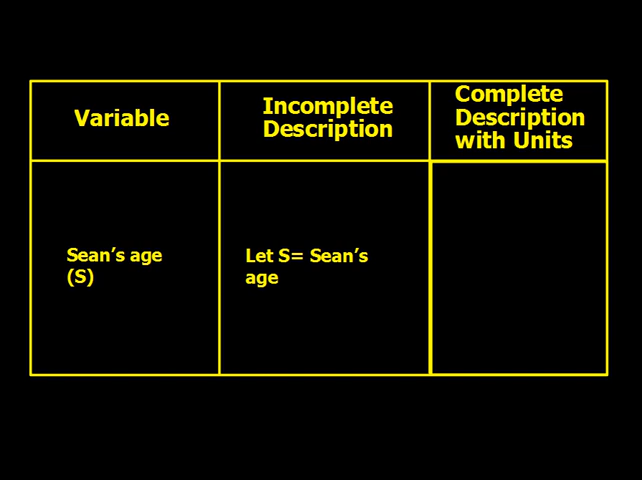 Variable
Incomplete
Description
Complete
Description
with Units
Sean’s age
(S)
Let S= Sean’s
age